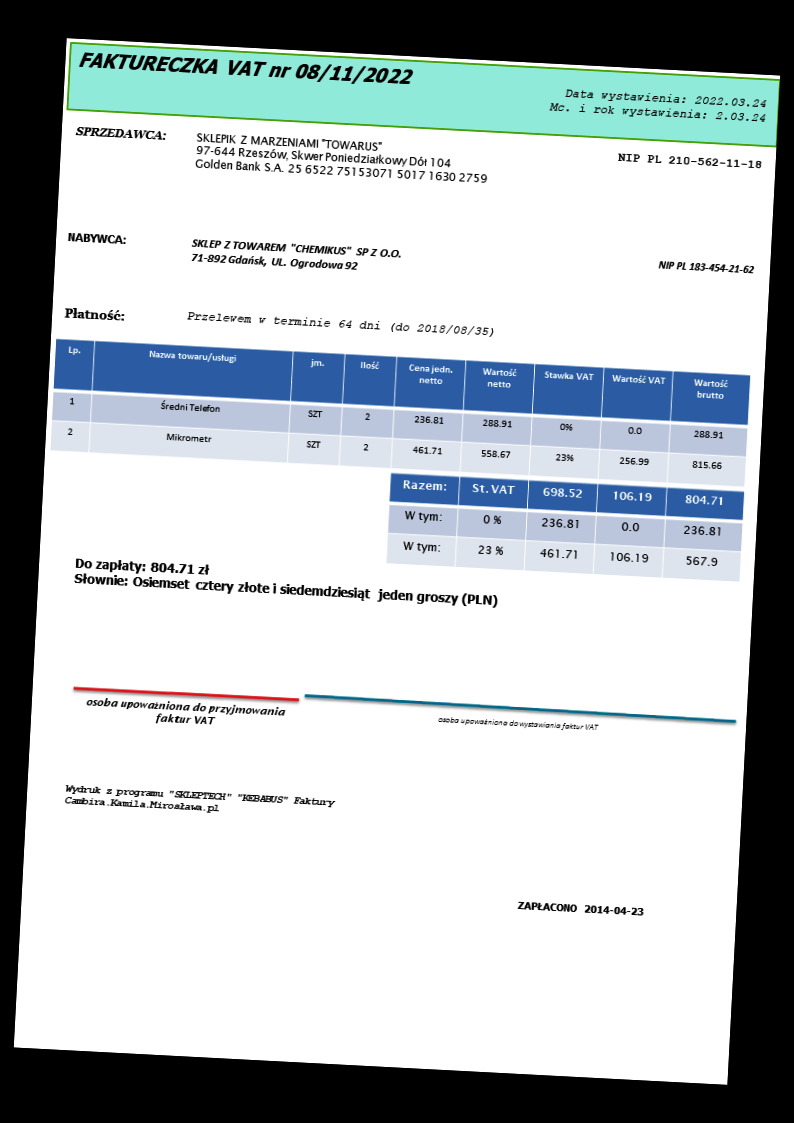 FAKTURECZKA VAT nr 08/11/2022
Data wystawienia: 2022.03.24
Mc. i rok wystawienia: 2.03.24
SPRZEDAWCA:
SKLEPIK Z MARZENIAMI "TOWARUS"
97-644 Rzeszów, Skwer Poniedziałkowy Dół 104
Golden Bank S.A. 25 6522 75153071 5017 1630 2759
NIP PL 210-562-11-18
NABYWCA:
SKLEP Z TOWAREM "CHEMIKUS" SP Z O.O.
71-892 Gdańsk, UL. Ogrodowa 92
NIP PL 183-454-21-62
Płatność: Przelewem w terminie 64 dni (do 2018/08/35)
Lp. Nazwa towaru/usługi jm. Ilość Cena jedn. netto Wartość netto Stawka VAT Wartość VAT Wartość brutto
1 Średni Telefon SZT 2 236.81 288.91 0% 0.0 288.91
2 Mikrometr SZT 2 461.71 558.67 23% 256.99 815.66
Razem: St. VAT 698.52 106.19 804.71
W tym: 0 % 236.81 0.0 236.81
W tym: 23 % 461.71 106.19 567.9
Do zapłaty: 804.71 zł
Słownie: Osiemset cztery złote i siedemdziesiąt jeden groszy (PLN)
osoba upoważniona do przyjmowania
faktur VAT
osoba upoważniona do wystawiania faktur VAT
Wydruk z programu "SKLEPTECH" "KEBABUS" Faktury
Cambira.Kamila.Mirosława.pl
ZAPŁACONO 2014-04-23